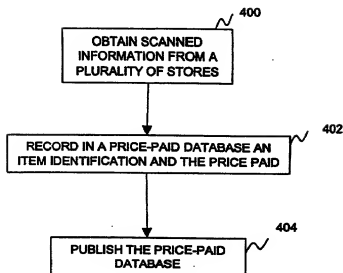 400
OBTAIN SCANNED
INFORMATION FROM A
PLURALITY OF STORES
402
RECORD IN A PRICE-PAID DATABASE AN
ITEM IDENTIFICATION AND THE PRICE PAID
404
PUBLISH THE PRICE-PAID
DATABASE